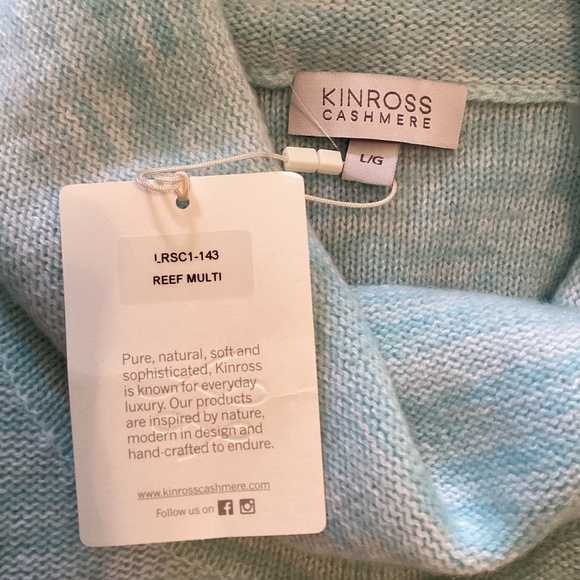 KINROSS
CASHMERE
L/G
LRSC1-143
REEF MULTI
Pure, natural, soft and
sophisticated, Kinross
is known for everyday
luxury. Our products
are inspired by nature,
modern in design and
hand-crafted to endure.
www.kinrosscashmere.com
Follow us on